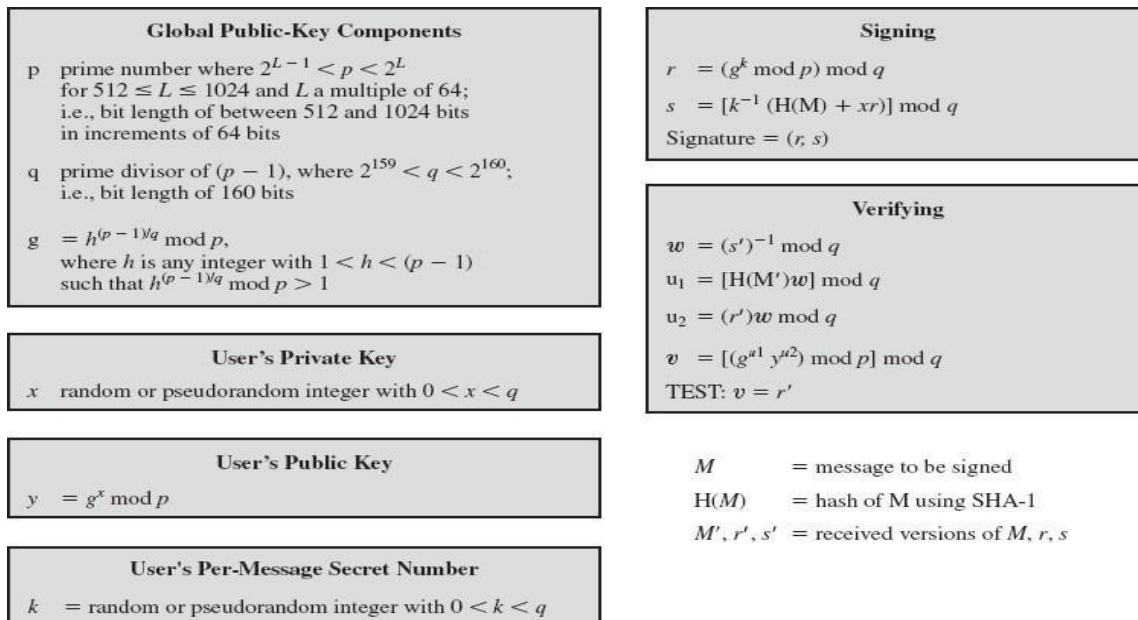 Global Public-Key Components
p prime number where 2^{L – 1} < p < 2^L
for 512 ≤ L ≤ 1024 and L a multiple of 64;
i.e., bit length of between 512 and 1024 bits
in increments of 64 bits
q prime divisor of (p – 1), where 2^{159} < q < 2^{160};
i.e., bit length of 160 bits
g = h^{(p – 1)/q} mod p,
where h is any integer with 1 < h < (p – 1)
such that h^{(p – 1)/q} mod p > 1
User's Private Key
x random or pseudorandom integer with 0 < x < q
User's Public Key
y = g^x mod p
User's Per-Message Secret Number
k = random or pseudorandom integer with 0 < k < q
Signing
r = (g^k mod p) mod q
s = [k^{–1} (H(M) + xr)] mod q
Signature = (r, s)
Verifying
w = (s')^{–1} mod q
u_1 = [H(M')w] mod q
u_2 = (r')w mod q
v = [(g^{u1} y^{u2}) mod p] mod q
TEST: v = r'
M = message to be signed
H(M) = hash of M using SHA-1
M', r', s' = received versions of M, r, s